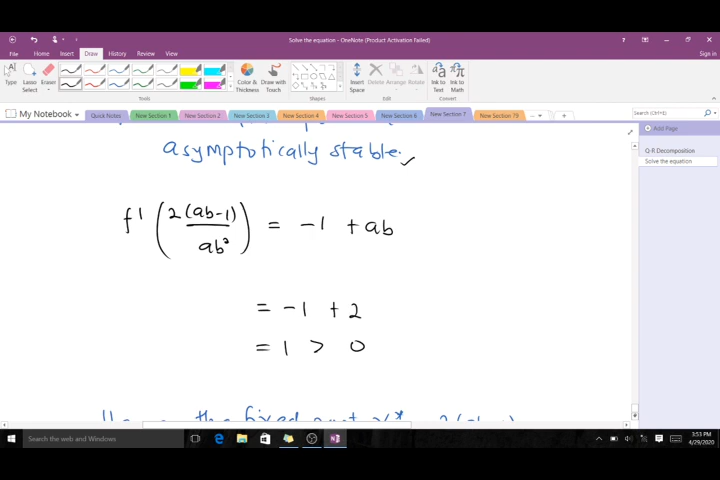 Solve the equation - OneNote (Product Activation Failed)
File Home Insert Draw History Review View
Sign in
Type Lasso Select Eraser Color & Thickness Draw with Touch Insert Space Delete Arrange Rotate Ink to Text Ink to Math
Tools Shapes Edit Convert
My Notebook Quick Notes New Section 1 New Section 2 New Section 3 New Section 4 New Section 5 New Section 6 New Section 7 New Section 79 Search (Ctrl+E)
Add Page
Q-R Decomposition
Solve the equation
asymptotically stable.
f' (2(ab-1)/ab²) = -1 + ab
= -1 + 2
= 1 > 0
Search the web and Windows
3:53 PM
4/29/2020